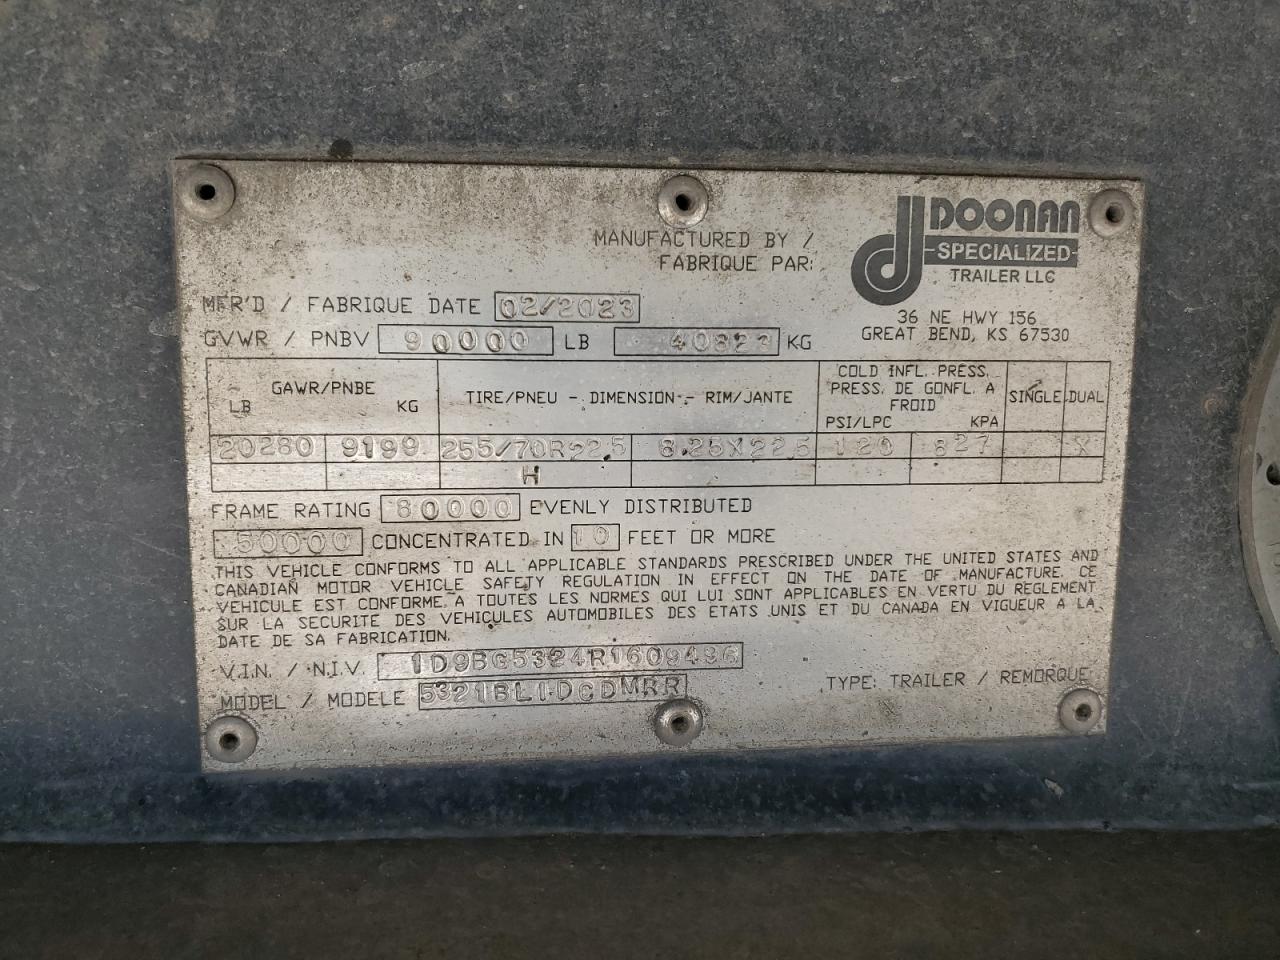 DOONAN
SPECIALIZED
TRAILER LLC
MANUFACTURED BY /
FABRIQUE PAR:
36 NE HWY 156
GREAT BEND, KS 67530
MFR'D / FABRIQUE DATE 02/2023
GVWR / PNBV 90000 LB 40823 KG
GAWR/PNBE
LB KG
TIRE/PNEU - DIMENSION - RIM/JANTE
COLD INFL. PRESS.
PRESS. DE GONFL. A
FROID
PSI/LPC KPA
SINGLE DUAL
20280 9199 255/70R22.5 8.25X22.5 120 827 X
H
FRAME RATING 80000 EVENLY DISTRIBUTED
50000 CONCENTRATED IN 10 FEET OR MORE
THIS VEHICLE CONFORMS TO ALL APPLICABLE STANDARDS PRESCRIBED UNDER THE UNITED STATES AND
CANADIAN MOTOR VEHICLE SAFETY REGULATION IN EFFECT ON THE DATE OF MANUFACTURE. CE
VEHICULE EST CONFORME A TOUTES LES NORMES QUI LUI SONT APPLICABLES EN VERTU DU REGLEMENT
SUR LA SECURITE DES VEHICULES AUTOMOBILES DES ETATS UNIS ET DU CANADA EN VIGUEUR A LA
DATE DE SA FABRICATION.
V.I.N. / N.I.V. 1D9BG5324R1609496
MODEL / MODELE 5321BL1-DCDMRR
TYPE: TRAILER / REMORQUE